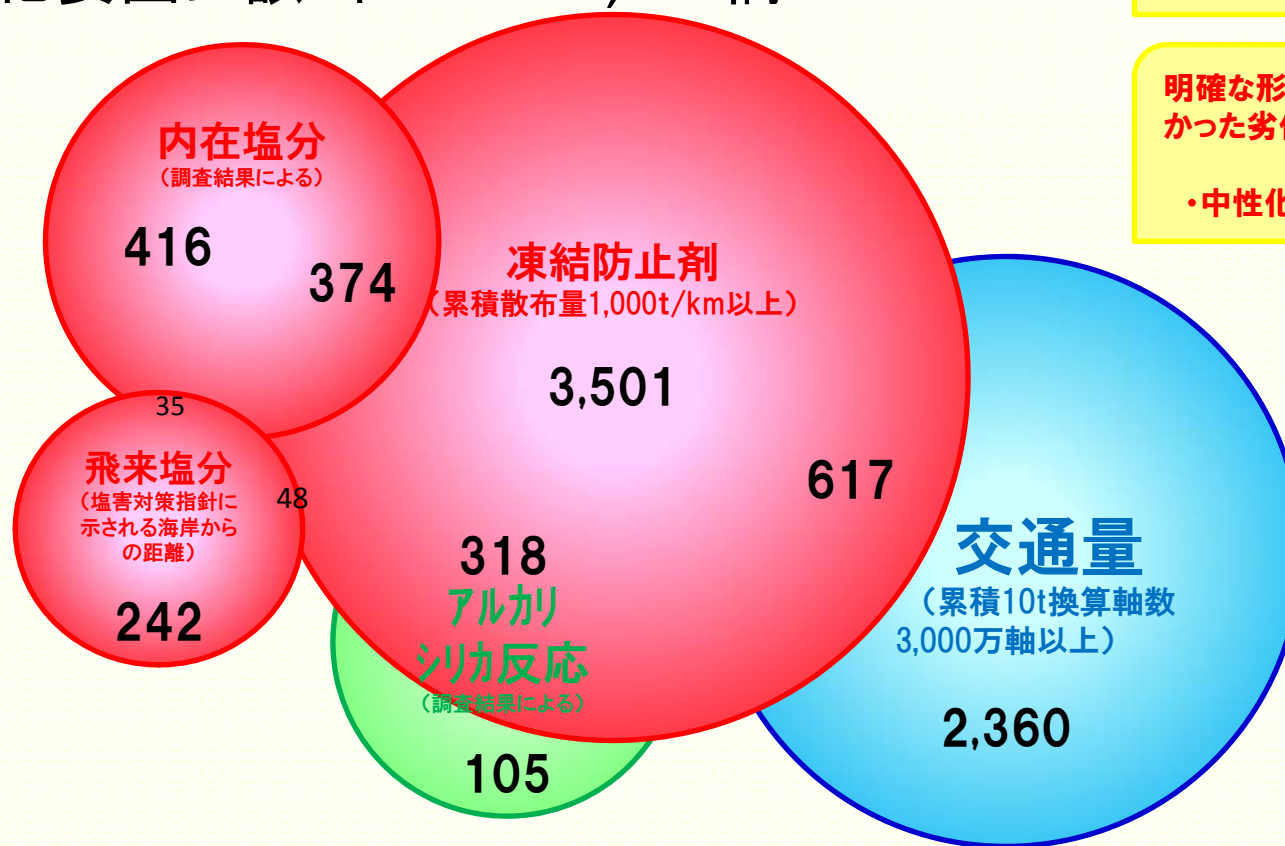 明確な形
かった劣
・中性化
内在塩分
（調査結果による）
416
374
凍結防止剤
（累積散布量1,000t/km以上）
3,501
617
35
飛来塩分
（塩害対策指針に
示される海岸から
の距離）
48
242
318
アルカリ
シリカ反応
（調査結果による）
105
交通量
（累積10t換算軸数
3,000万軸以上）
2,360